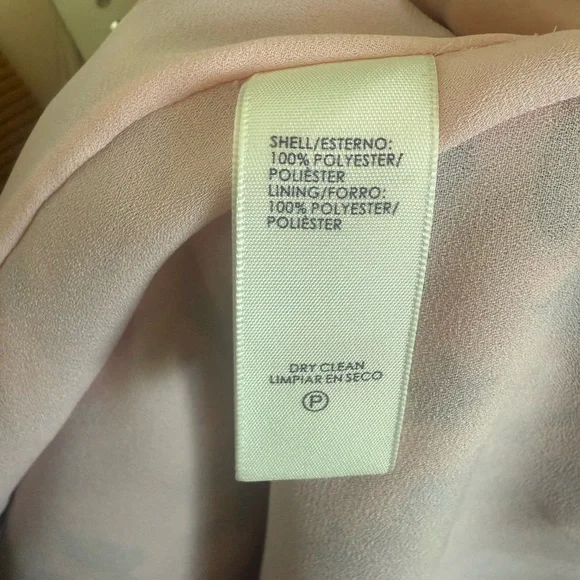 SHELL/ESTERNO:
100% POLYESTER/
POLIÉSTER
LINING/FORRO:
100% POLYESTER/
POLIÉSTER
DRY CLEAN
LIMPIAR EN SECO
P